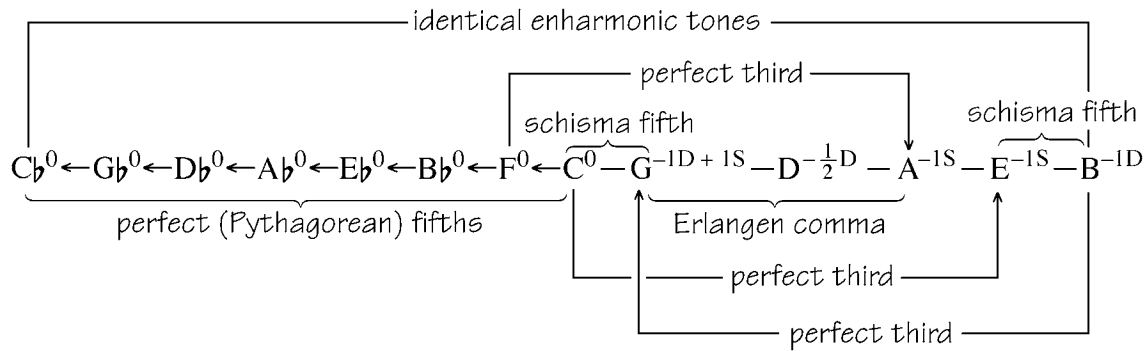 identical enharmonic tones
perfect third
schisma fifth
schisma fifth
C♭⁰←G♭⁰←D♭⁰←A♭⁰←E♭⁰←B♭⁰←F⁰←C⁰—G⁻¹ᴰ ⁺ ¹ˢ—D⁻½ᴰ—A⁻¹ˢ—E⁻¹ˢ—B⁻¹ᴰ
perfect (Pythagorean) fifths
Erlangen comma
perfect third
perfect third